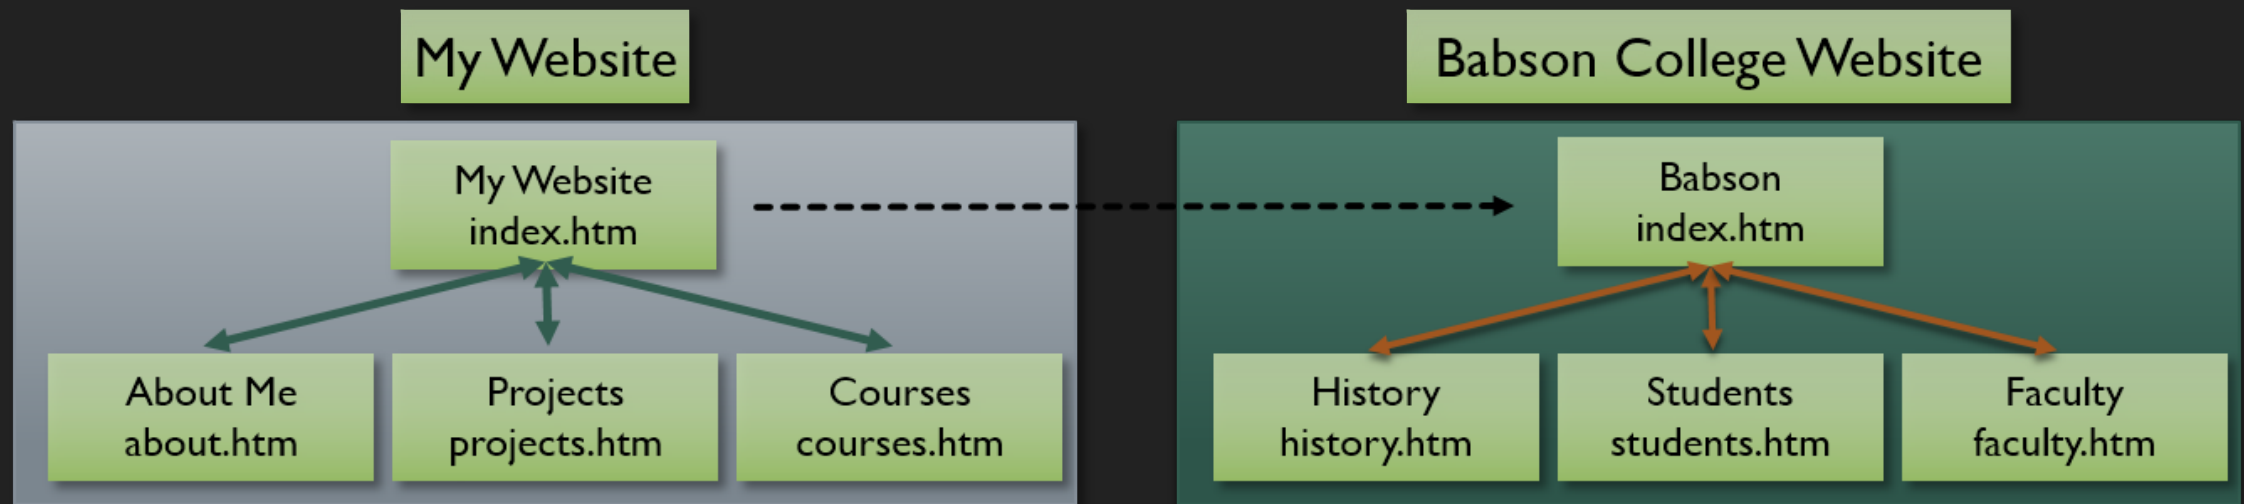 My Website
Babson College Website
My Website
index.htm
Babson
index.htm
About Me
about.htm
Projects
projects.htm
Courses
courses.htm
History
history.htm
Students
students.htm
Faculty
faculty.htm